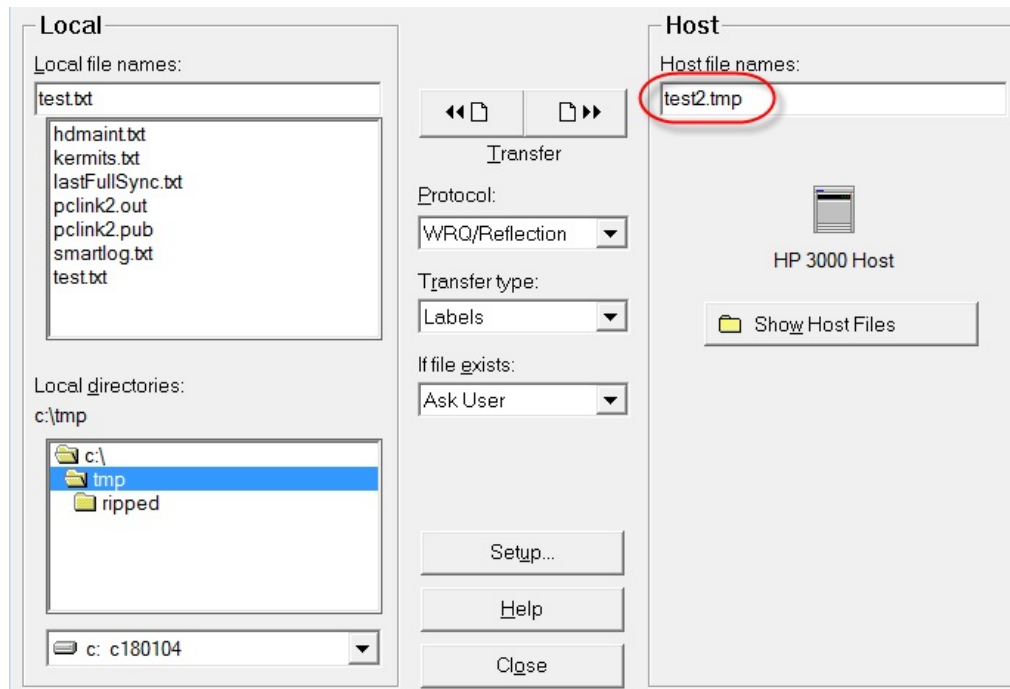 Local
Local file names:
test.txt
hdmaint.txt
kermits.txt
lastFullSync.txt
pclink2.out
pclink2.pub
smartlog.txt
test.txt
Local directories:
c:\tmp
c:\
tmp
ripped
c: c180104
Transfer
Protocol:
WRQ/Reflection
Transfer type:
Labels
If file exists:
Ask User
Setup...
Help
Close
Host
Host file names:
test2.tmp
HP 3000 Host
Show Host Files